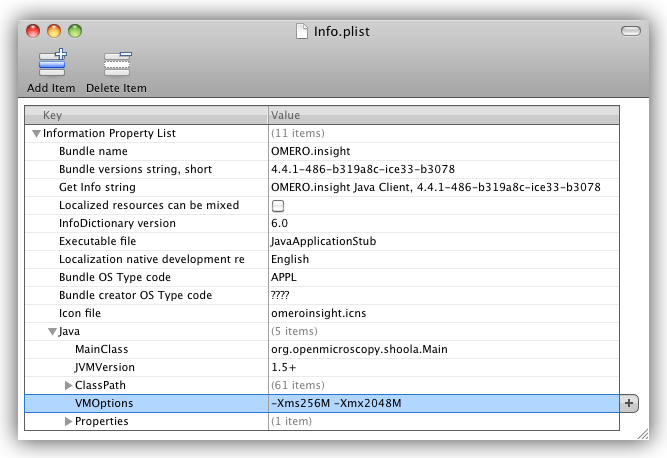 Info.plist
Add Item Delete Item
Key Value
Information Property List (11 items)
Bundle name OMERO.insight
Bundle versions string, short 4.4.1-486-b319a8c-ice33-b3078
Get Info string OMERO.insight Java Client, 4.4.1-486-b319a8c-ice33-b3078
Localized resources can be mixed
InfoDictionary version 6.0
Executable file JavaApplicationStub
Localization native development re English
Bundle OS Type code APPL
Bundle creator OS Type code ????
Icon file omeroinsight.icns
Java (5 items)
MainClass org.openmicroscopy.shoola.Main
JVMVersion 1.5+
ClassPath (61 items)
VMOptions -Xms256M -Xmx2048M
Properties (1 item)